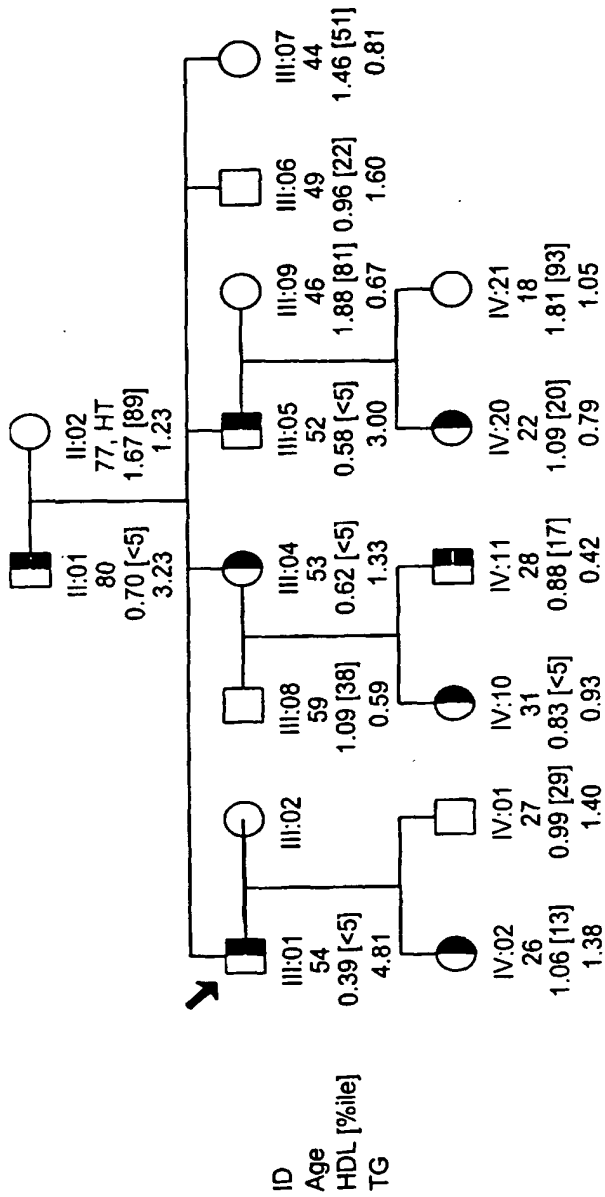 II:01
80
0.70 [<5]
3.23
II:02
77, HT
1.67 [89]
1.23
ID
Age
HDL [%ile]
TG
III:01
54
0.39 [<5]
4.81
III:02
III:08
59
1.09 [38]
0.59
III:04
53
0.62 [<5]
1.33
III:05
52
0.58 [<5]
3.00
III:09
46
1.88 [81]
0.67
III:06
49
0.96 [22]
1.60
III:07
44
1.46 [51]
0.81
IV:02
26
1.06 [13]
1.38
IV:01
27
0.99 [29]
1.40
IV:10
31
0.83 [<5]
0.93
IV:11
28
0.88 [17]
0.42
IV:20
22
1.09 [20]
0.79
IV:21
18
1.81 [93]
1.05